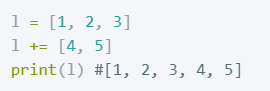 l = [1, 2, 3]
l += [4, 5]
print(l) #[1, 2, 3, 4, 5]